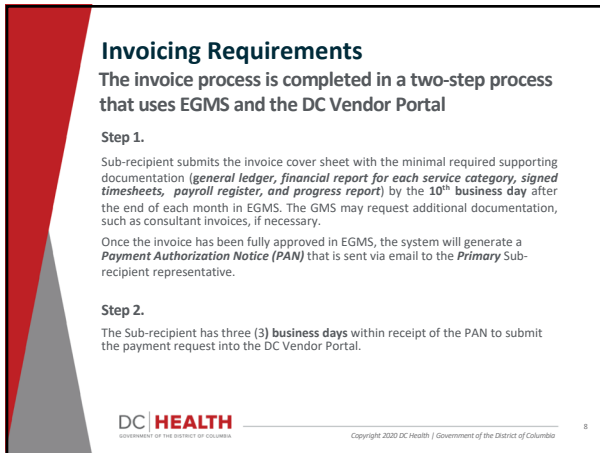 Invoicing Requirements
The invoice process is completed in a two-step process
that uses EGMS and the DC Vendor Portal
Step 1.
Sub-recipient submits the invoice cover sheet with the minimal required supporting
documentation (general ledger, financial report for each service category, signed
timesheets, payroll register, and progress report) by the 10th business day after
the end of each month in EGMS. The GMS may request additional documentation,
such as consultant invoices, if necessary.
Once the invoice has been fully approved in EGMS, the system will generate a
Payment Authorization Notice (PAN) that is sent via email to the Primary Sub-
recipient representative.
Step 2.
The Sub-recipient has three (3) business days within receipt of the PAN to submit
the payment request into the DC Vendor Portal.
DC HEALTH
GOVERNMENT OF THE DISTRICT OF COLUMBIA
Copyright 2020 DC Health | Government of the District of Columbia
8